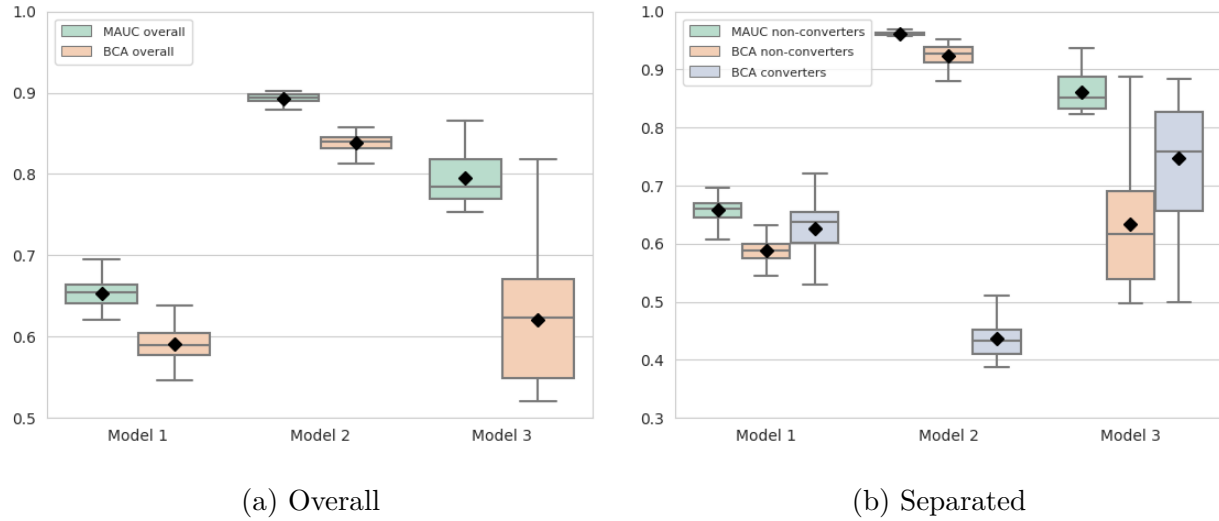 1.0
0.9
0.8
0.7
0.6
0.5
MAUC overall
BCA overall
Model 1 Model 2 Model 3
(a) Overall
1.0
0.9
0.8
0.7
0.6
0.5
0.4
0.3
MAUC non-converters
BCA non-converters
BCA converters
Model 1 Model 2 Model 3
(b) Separated